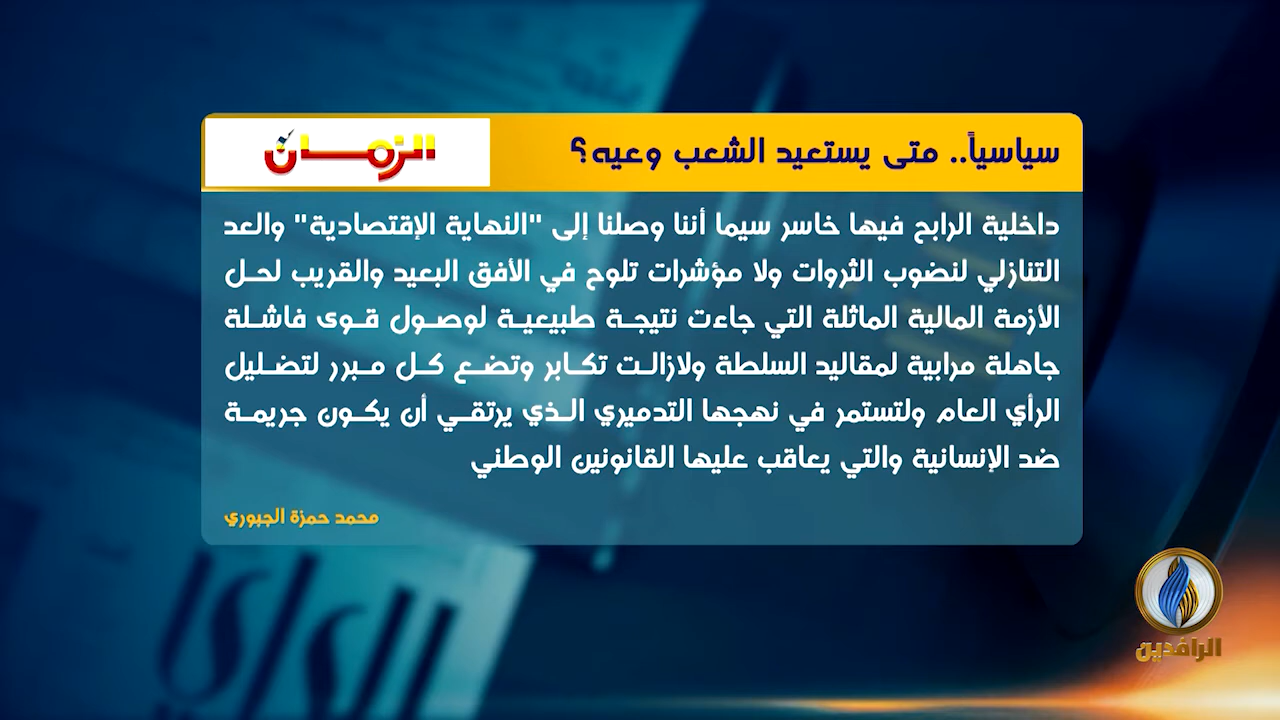 سياسياً.. متى يستعيد الشعب وعيه؟
الزمان
داخلية الرابح فيها خاسر سيما أننا وصلنا إلى "النهاية الإقتصادية" والعد
التنازلي لنضوب الثروات ولا مؤشرات تلوح في الأفق البعيد والقريب لحل
الأزمة المالية الماثلة التي جاءت نتيجة طبيعية لوصول قوى فاشلة
جاهلة مرابية لمقاليد السلطة ولازالت تكابر وتضع كل مبرر لتضليل
الرأي العام ولتستمر في نهجها التدميري الذي يرتقي أن يكون جريمة
ضد الإنسانية والتي يعاقب عليها القانونين الوطني
محمد حمزة الجبوري
الرافدين